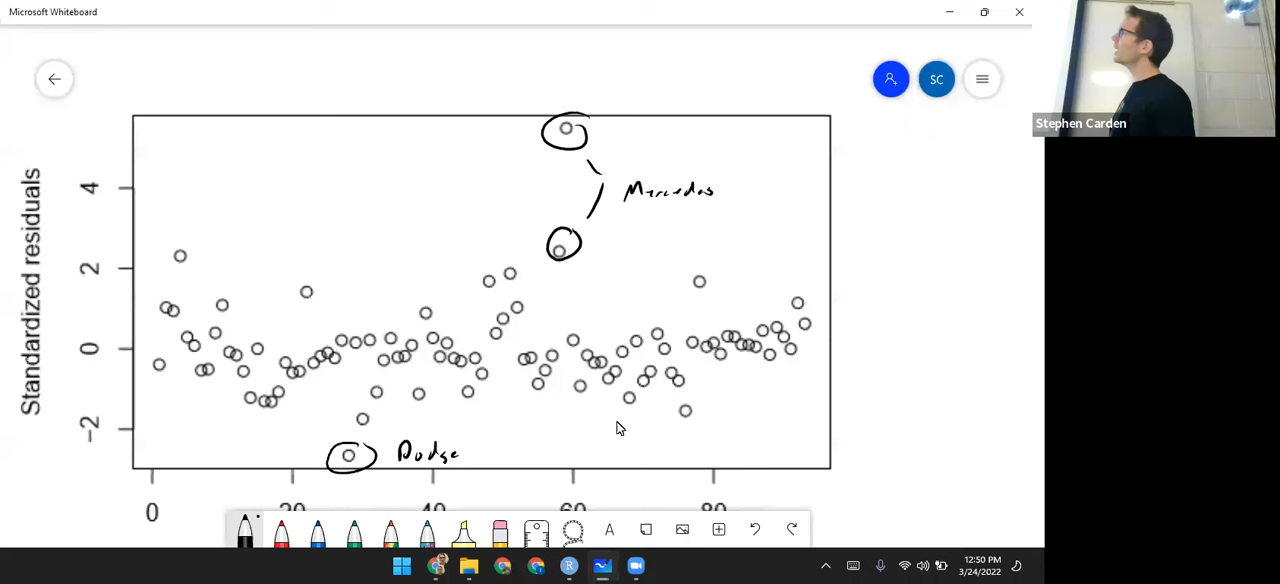 Microsoft Whiteboard
SC
Stephen Carden
Standardized residuals
4
2
0
-2
Mercedes
Dodge
0
20
40
60
80
A
12:50 PM
3/24/2022